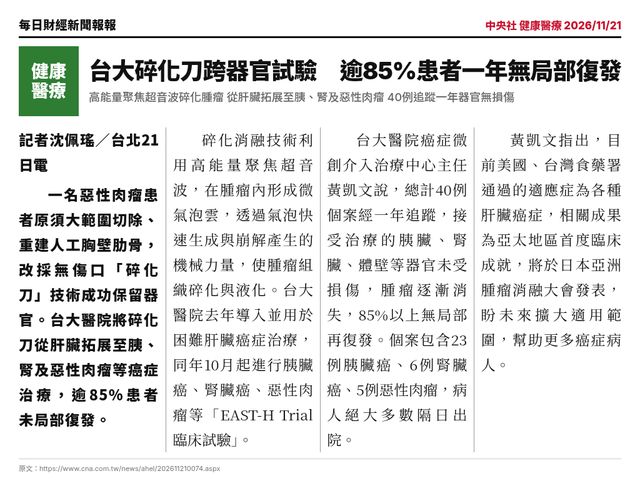 每日財經新聞報報
中央社 健康醫療 2026/11/21
健康
醫療
台大碎化刀跨器官試驗　逾85%患者一年無局部復發
高能量聚焦超音波碎化腫瘤 從肝臟拓展至胰、腎及惡性肉瘤 40例追蹤一年器官無損傷
記者沈佩瑤／台北21
日電
一名惡性肉瘤患
者原須大範圍切除、
重建人工胸壁肋骨，
改採無傷口「碎化
刀」技術成功保留器
官。台大醫院將碎化
刀從肝臟拓展至胰、
腎及惡性肉瘤等癌症
治療，逾85%患者
未局部復發。
碎化消融技術利
用高能量聚焦超音
波，在腫瘤內形成微
氣泡雲，透過氣泡快
速生成與崩解產生的
機械力量，使腫瘤組
織碎化與液化。台大
醫院去年導入並用於
困難肝臟癌症治療，
同年10月起進行胰臟
癌、腎臟癌、惡性肉
瘤等「EAST-H Trial
臨床試驗」。
台大醫院癌症微
創介入治療中心主任
黃凱文說，總計40例
個案經一年追蹤，接
受治療的胰臟、腎
臟、體壁等器官未受
損傷，腫瘤逐漸消
失，85%以上無局部
再復發。個案包含23
例胰臟癌、6例腎臟
癌、5例惡性肉瘤，病
人絕大多數隔日出
院。
黃凱文指出，目
前美國、台灣食藥署
通過的適應症為各種
肝臟癌症，相關成果
為亞太地區首度臨床
成就，將於日本亞洲
腫瘤消融大會發表，
盼未來擴大適用範
圍，幫助更多癌症病
人。
原文：https://www.cna.com.tw/news/ahel/202611210074.aspx